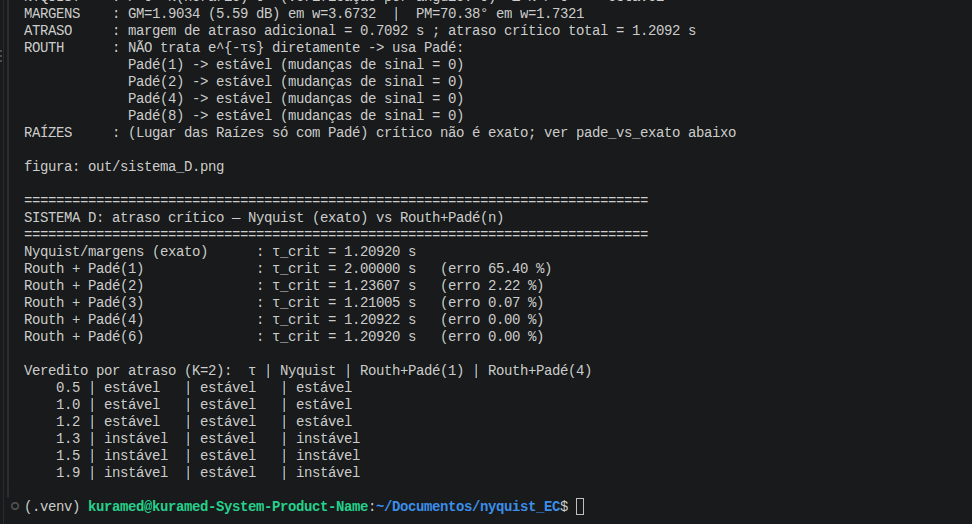 MARGENS     : GM=1.9034 (5.59 dB) em w=3.6732  |  PM=70.38° em w=1.7321
ATRASO      : margem de atraso adicional = 0.7092 s ; atraso crítico total = 1.2092 s
ROUTH       : NÃO trata e^{-τs} diretamente -> usa Padé:
Padé(1) -> estável (mudanças de sinal = 0)
Padé(2) -> estável (mudanças de sinal = 0)
Padé(4) -> estável (mudanças de sinal = 0)
Padé(8) -> estável (mudanças de sinal = 0)
RAÍZES      : (Lugar das Raízes só com Padé) crítico não é exato; ver pade_vs_exato abaixo
figura: out/sistema_D.png
==============================================================================
SISTEMA D: atraso crítico — Nyquist (exato) vs Routh+Padé(n)
==============================================================================
Nyquist/margens (exato)      : τ_crit = 1.20920 s
Routh + Padé(1)              : τ_crit = 2.00000 s   (erro 65.40 %)
Routh + Padé(2)              : τ_crit = 1.23607 s   (erro 2.22 %)
Routh + Padé(3)              : τ_crit = 1.21005 s   (erro 0.07 %)
Routh + Padé(4)              : τ_crit = 1.20922 s   (erro 0.00 %)
Routh + Padé(6)              : τ_crit = 1.20920 s   (erro 0.00 %)
Veredito por atraso (K=2):  τ | Nyquist | Routh+Padé(1) | Routh+Padé(4)
0.5 | estável   | estável   | estável
1.0 | estável   | estável   | estável
1.2 | estável   | estável   | estável
1.3 | instável  | estável   | instável
1.5 | instável  | estável   | instável
1.9 | instável  | estável   | instável
(.venv) kuramed@kuramed-System-Product-Name:~/Documentos/nyquist_EC$